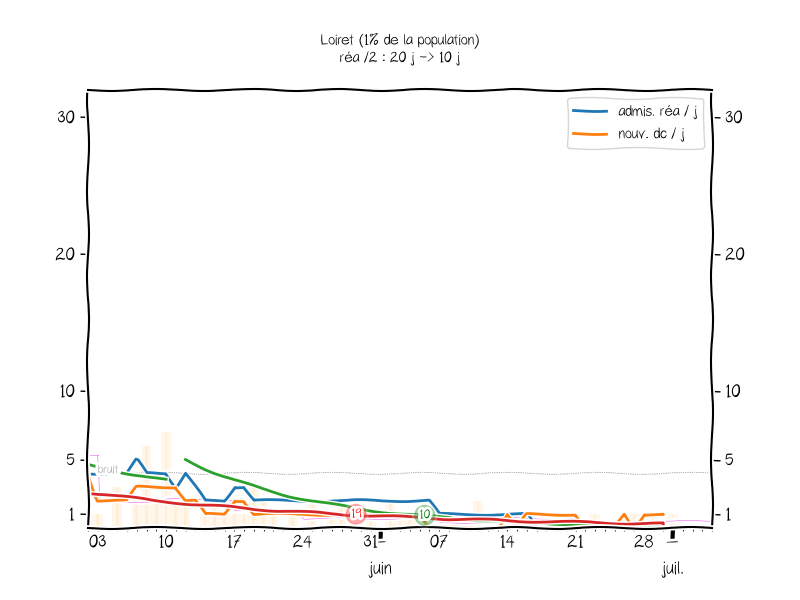 Loiret (1% de la population)
réa /2 : 20 j -> 10 j
admis. réa / j
nouv. dc / j
30
30
20
20
10
10
5
5
bruit
1
1
19
10
03 10 17 24 31 07 14 21 28
juin juil.